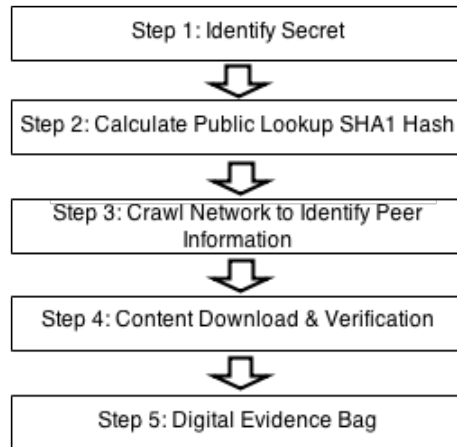 Step 1: Identify Secret
Step 2: Calculate Public Lookup SHA1 Hash
Step 3: Crawl Network to Identify Peer
Information
Step 4: Content Download & Verification
Step 5: Digital Evidence Bag